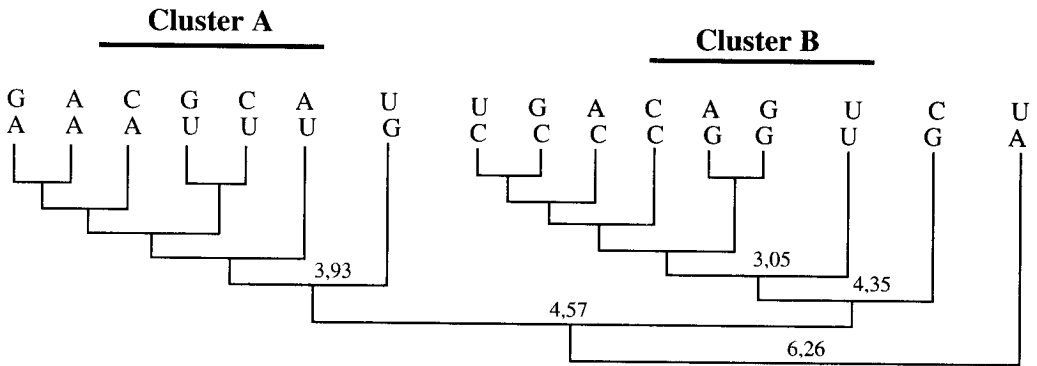 Cluster A
Cluster B
G A C G C A U U G A C A G U C U
A A A U U U G C C C C G G U G A
3,93
3,05
4,35
4,57
6,26